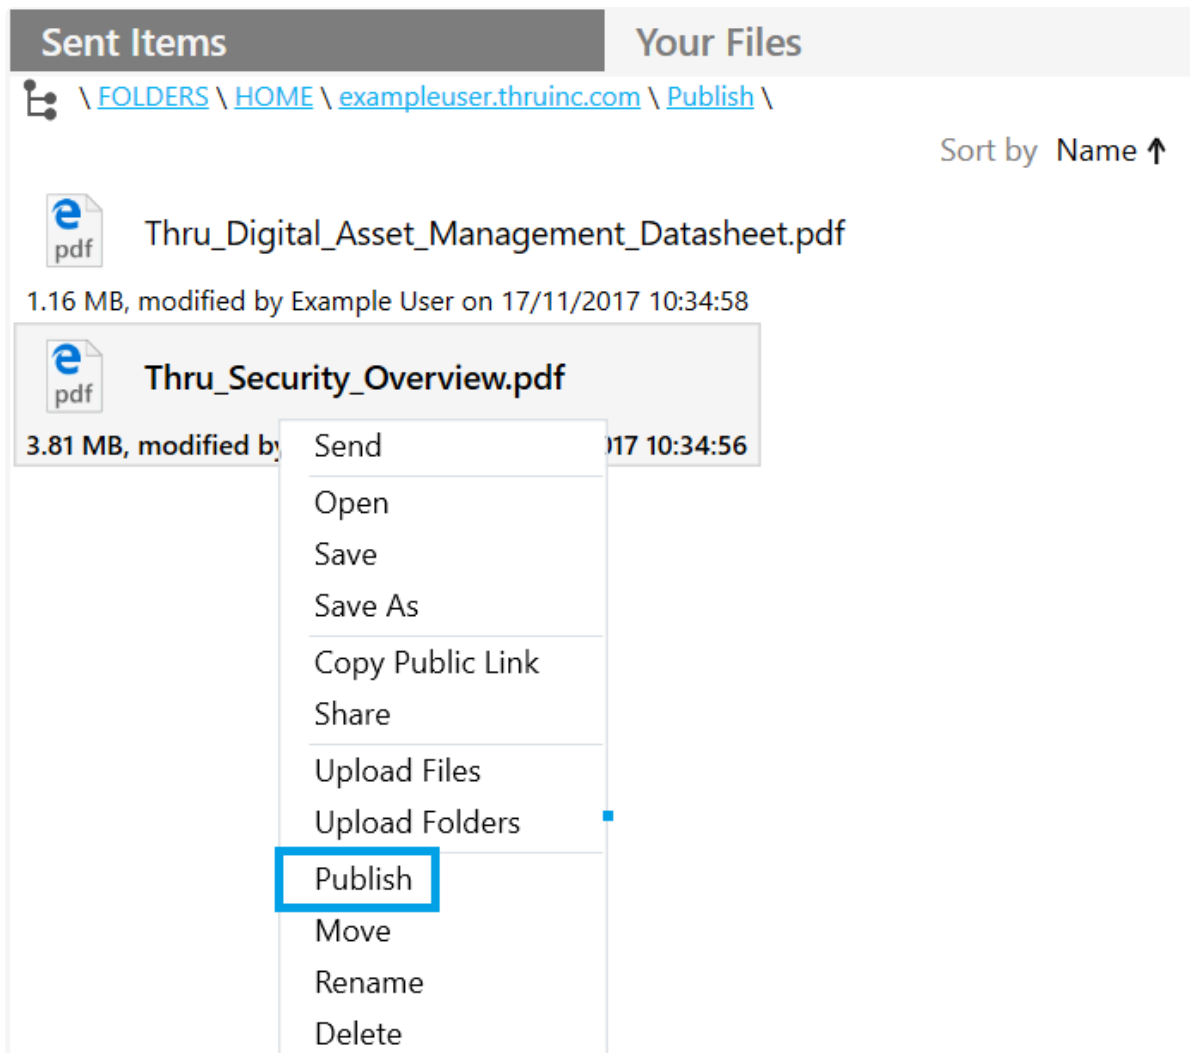 Sent Items Your Files
\ FOLDERS \ HOME \ exampleuser.thruinc.com \ Publish \
Sort by Name ↑
pdf Thru_Digital_Asset_Management_Datasheet.pdf
1.16 MB, modified by Example User on 17/11/2017 10:34:58
pdf Thru_Security_Overview.pdf
3.81 MB, modified by 017 10:34:56
Send
Open
Save
Save As
Copy Public Link
Share
Upload Files
Upload Folders
Publish
Move
Rename
Delete